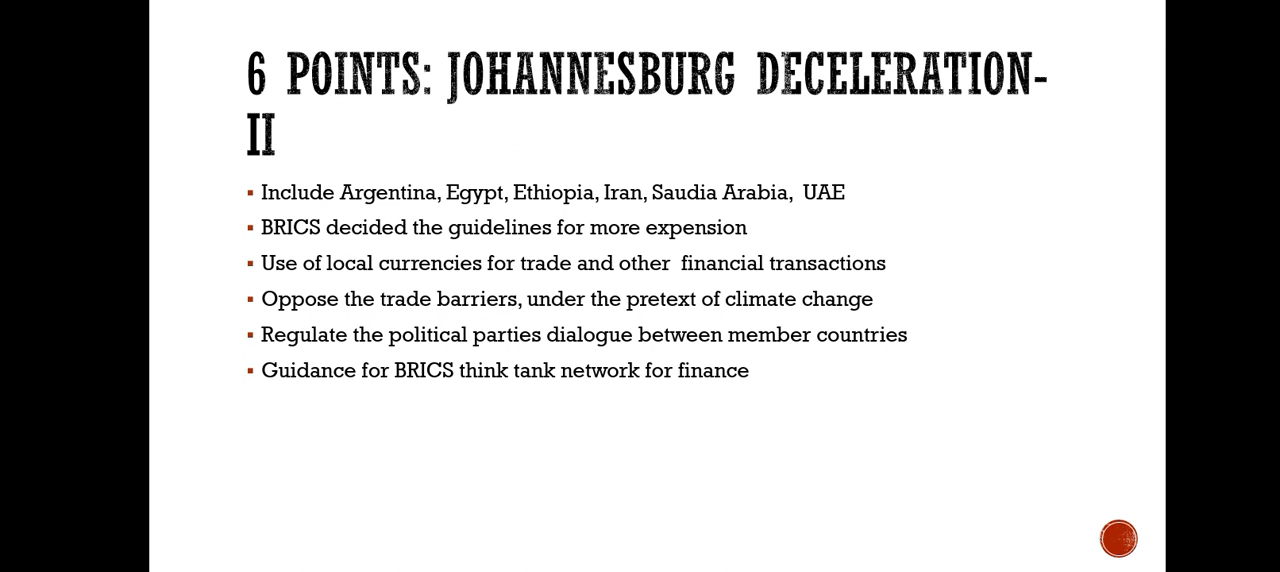 6 POINTS: JOHANNESBURG DECELERATION-
II
▪ Include Argentina, Egypt, Ethiopia, Iran, Saudia Arabia,  UAE
▪ BRICS decided the guidelines for more expension
▪ Use of local currencies for trade and other  financial transactions
▪ Oppose the trade barriers, under the pretext of climate change
▪ Regulate the political parties dialogue between member countries
▪ Guidance for BRICS think tank network for finance